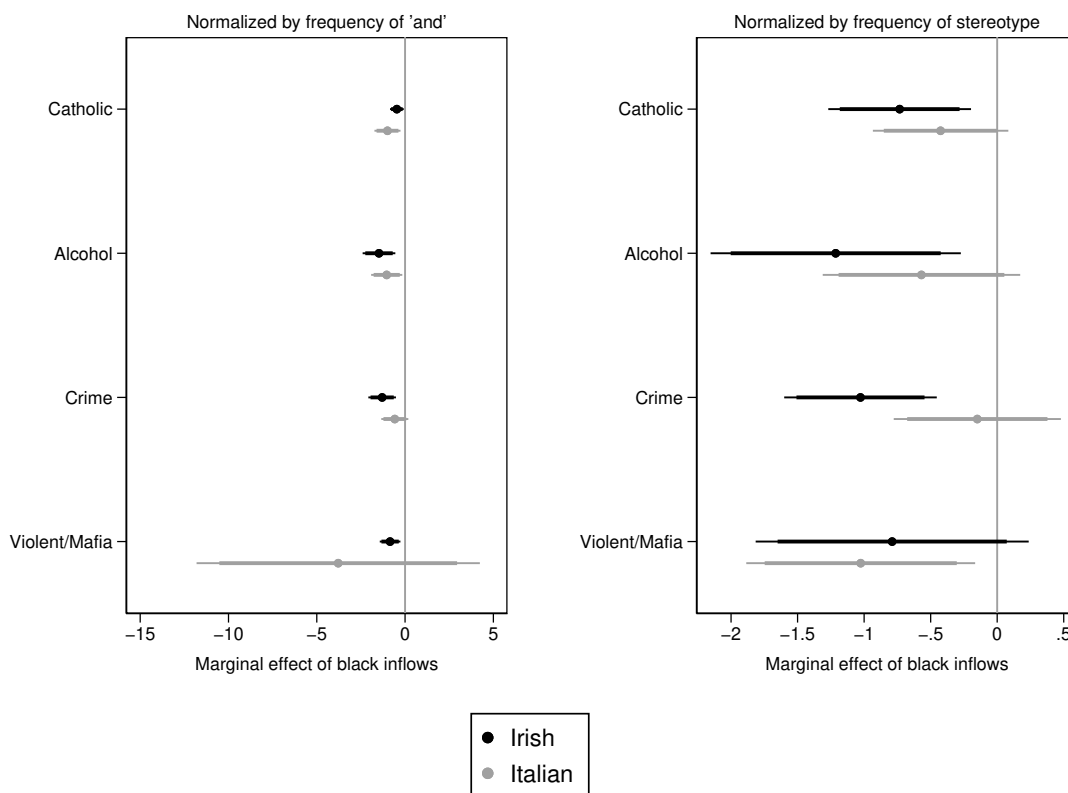 Normalized by frequency of 'and'
Catholic
Alcohol
Crime
Violent/Mafia
−15 −10 −5 0 5
Marginal effect of black inflows
Normalized by frequency of stereotype
Catholic
Alcohol
Crime
Violent/Mafia
−2 −1.5 −1 −.5 0 .5
Marginal effect of black inflows
Irish
Italian